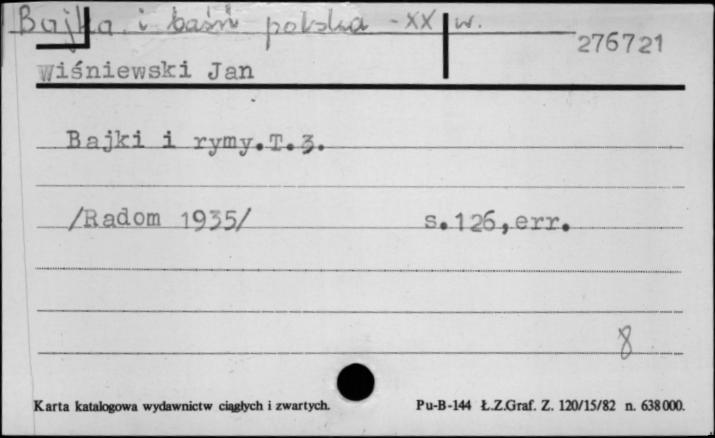 Bajka i baśń polska - XX w.
276721
Wiśniewski Jan
Bajki i rymy.T.3.
/Radom 1935/ s.126,err.
8
Karta katalogowa wydawnictw ciągłych i zwartych. Pu-B-144 Ł.Z.Graf. Z. 120/15/82 n. 638000.